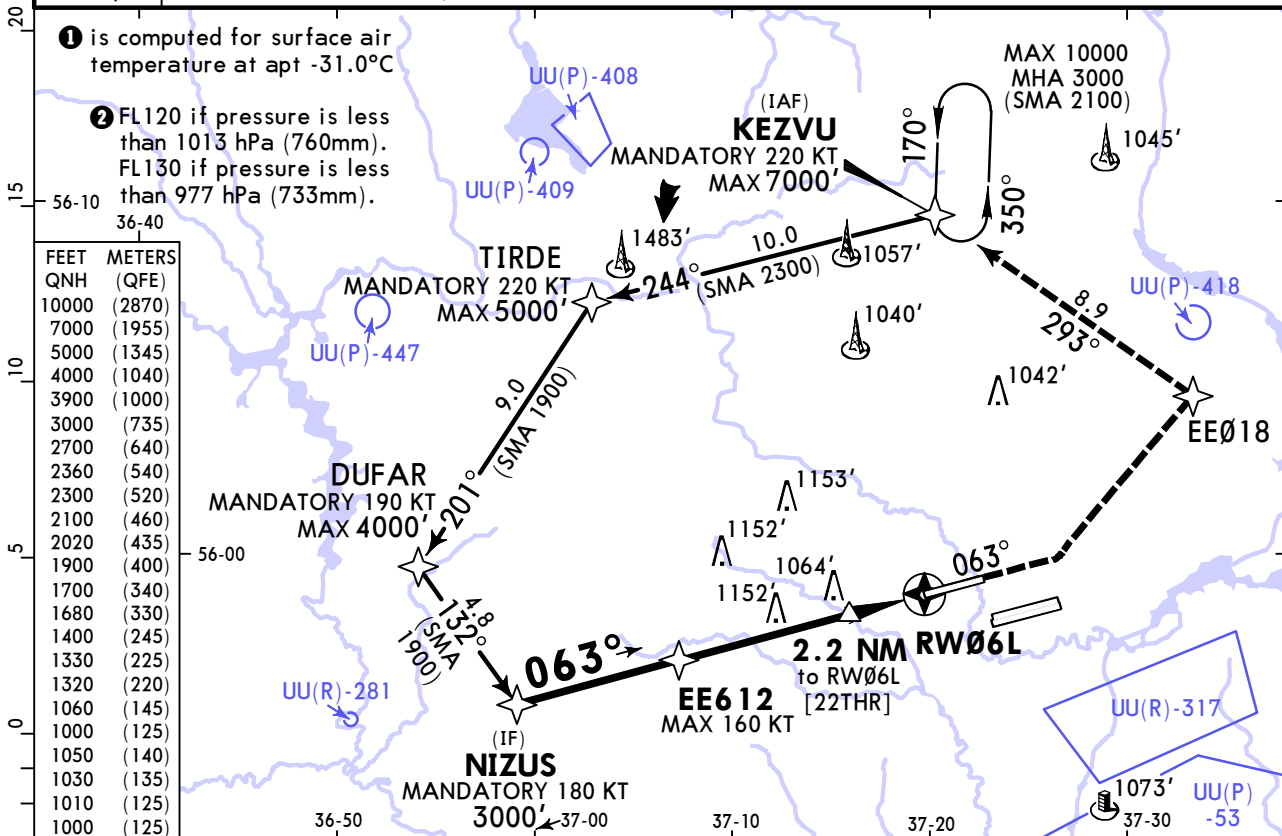 20
❶ is computed for surface air
temperature at apt -31.0°C
❷ FL120 if pressure is less
than 1013 hPa (760mm).
FL130 if pressure is less
than 977 hPa (733mm).
UU(P)-408
UU(P)-409
(IAF)
KEZVU
MANDATORY 220 KT
MAX 7000'
MAX 10000
MHA 3000
(SMA 2100)
170°
350°
1045'
15
56-10
36-40
1483'
10.0
244°
(SMA 2300)
1057'
TIRDE
MANDATORY 220 KT
MAX 5000'
UU(P)-447
1040'
8.9
293°
UU(P)-418
1042'
EEØ18
10
9.0
(SMA 1900)
201°
DUFAR
MANDATORY 190 KT
MAX 4000'
1153'
1152'
1064'
1152'
063°
5
56-00
4.8
132°
(SMA
1900)
063°
2.2 NM
to RWØ6L
[22THR]
RWØ6L
EE612
MAX 160 KT
UU(R)-281
UU(R)-317
0
(IF)
NIZUS
MANDATORY 180 KT
3000'
1073'
UU(P)
-53
36-50
37-00
37-10
37-20
37-30
FEET METERS
QNH (QFE)
10000 (2870)
7000 (1955)
5000 (1345)
4000 (1040)
3900 (1000)
3000 (735)
2700 (640)
2360 (540)
2300 (520)
2100 (460)
2020 (435)
1900 (400)
1700 (340)
1680 (330)
1400 (245)
1330 (225)
1320 (220)
1060 (145)
1000 (125)
1050 (140)
1030 (135)
1010 (125)
1000 (125)